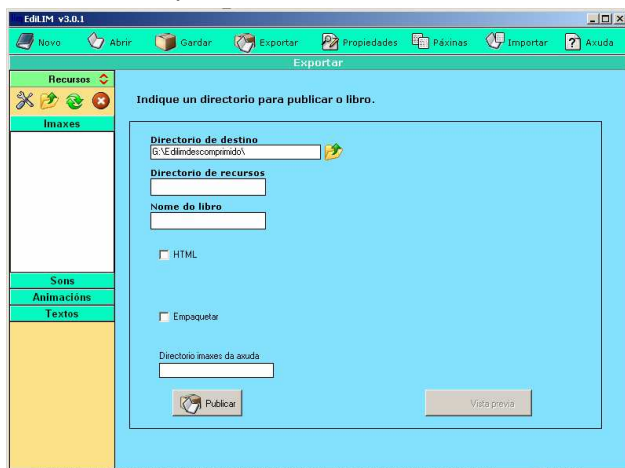 EdiLIM v3.0.1
Novo Abrir Gardar Exportar Propiedades Páxinas Importar Axuda
Exportar
Recursos
Indique un directorio para publicar o libro.
Imaxes
Directorio de destino
G:\Edilimdescomprimido\
Directorio de recursos
Nome do libro
HTML
Sons
Animacións
Textos
Empaquetar
Directorio imaxes da axuda
Publicar
Vista previa